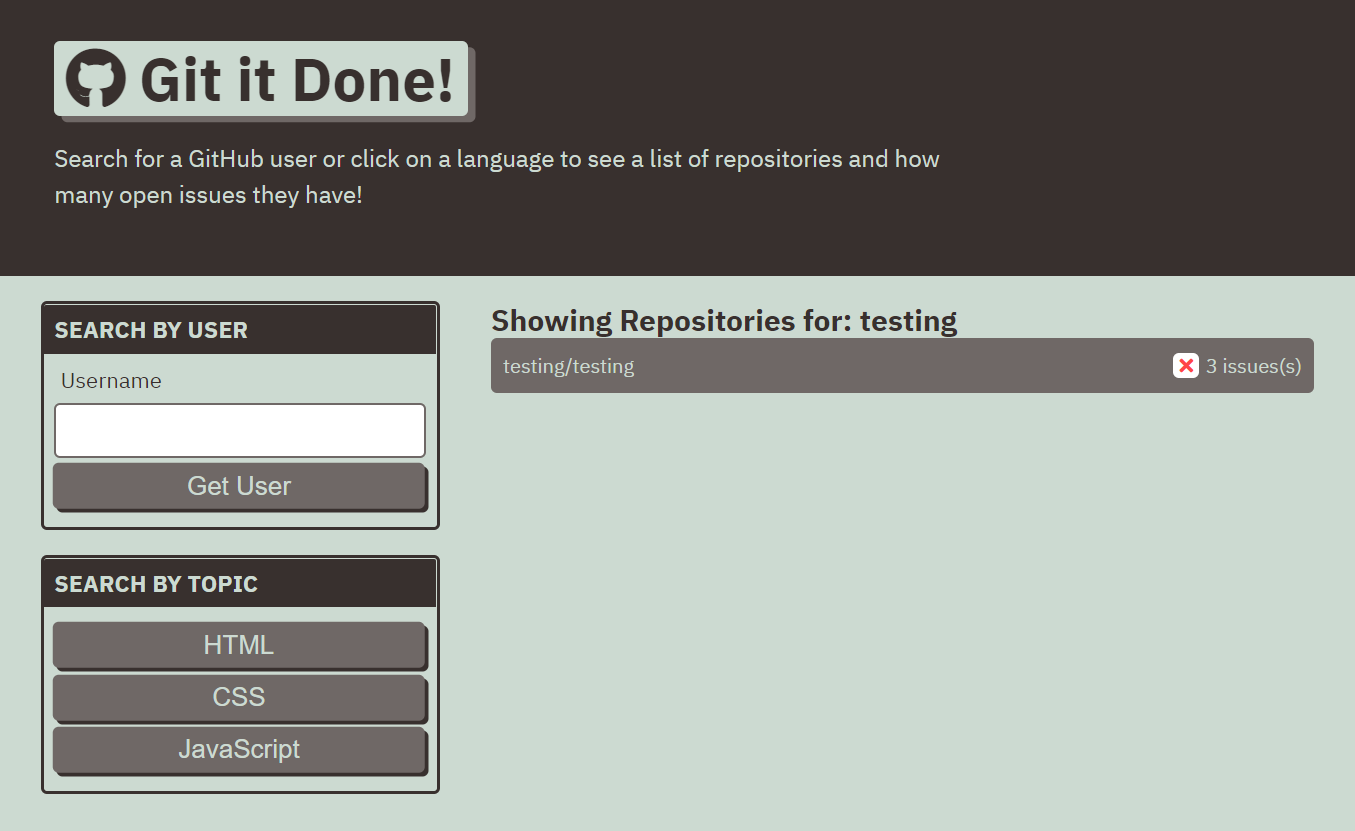 Git it Done!
Search for a GitHub user or click on a language to see a list of repositories and how
many open issues they have!
SEARCH BY USER
Username
Get User
SEARCH BY TOPIC
HTML
CSS
JavaScript
Showing Repositories for: testing
testing/testing
3 issues(s)